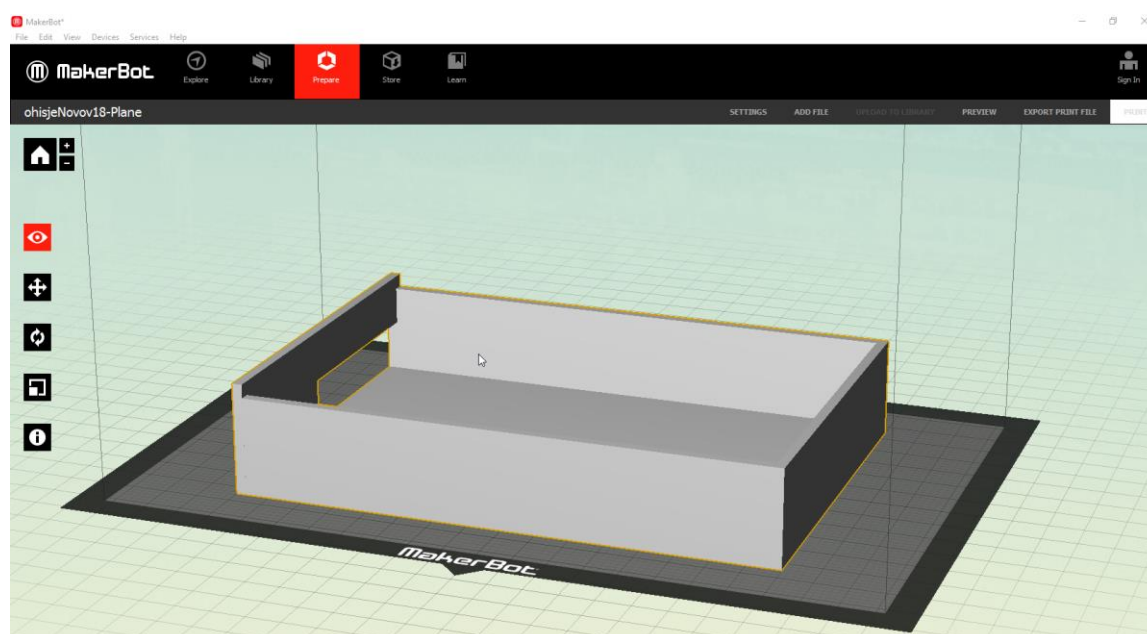 MakerBot*
File Edit View Devices Services Help
MakerBot
Explore
Library
Prepare
Store
Learn
Sign In
ohisjeNovov18-Plane
SETTINGS ADD FILE UPLOAD TO LIBRARY PREVIEW EXPORT PRINT FILE PRINT
MakerBot